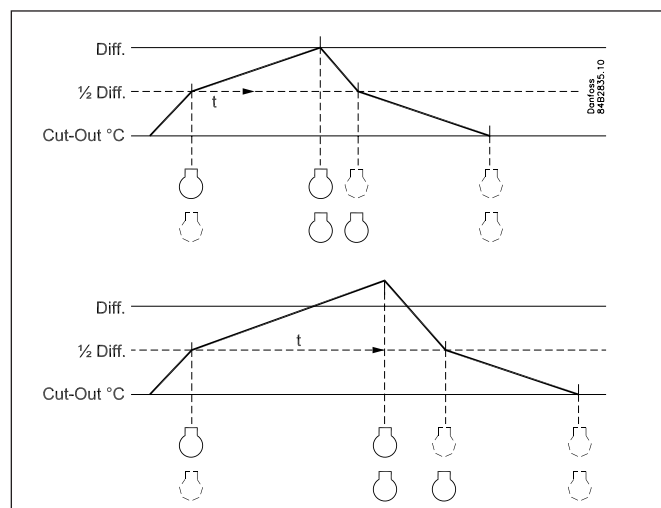 Diff.
½ Diff.
t
Cut-Out °C
Danfoss
84B2835.10
Diff.
½ Diff.
t
Cut-Out °C